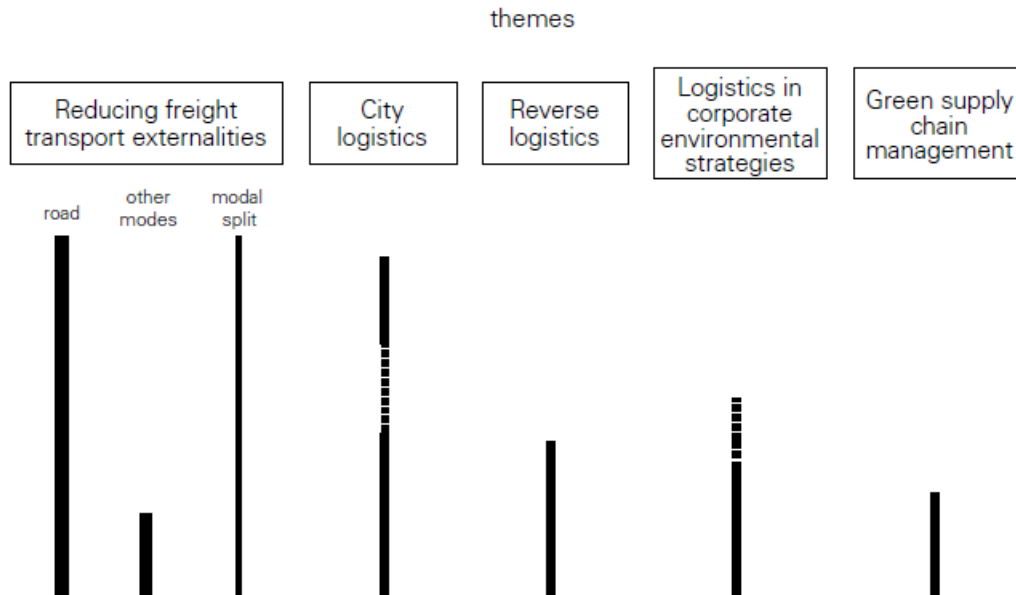 themes
Reducing freight
transport externalities
City
logistics
Reverse
logistics
Logistics in
corporate
environmental
strategies
Green supply
chain
management
road
other
modes
modal
split